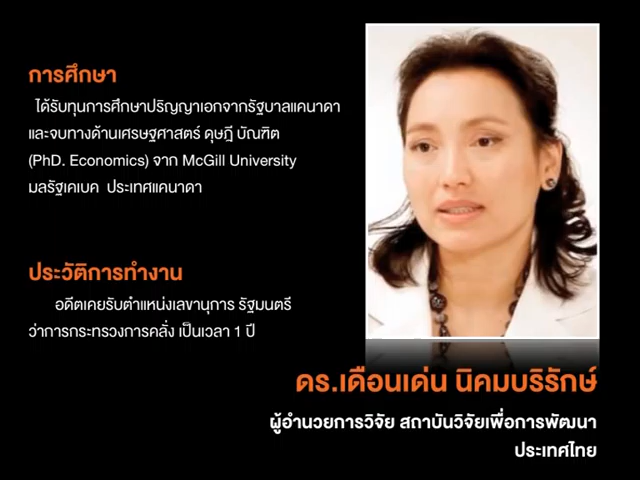 การศึกษา
ได้รับทุนการศึกษาปริญญาเอกจากรัฐบาลแคนาดา
และจบทางด้านเศรษฐศาสตร์ ดุษฎี บัณฑิต
(PhD. Economics) จาก McGill University
มลรัฐเคเบค ประเทศแคนาดา
ประวัติการทำงาน
อดีตเคยรับตำแหน่งเลขานุการ รัฐมนตรี
ว่าการกระทรวงการคลั่ง เป็นเวลา 1 ปี
ดร.เดือนเด่น นิคมบริรักษ์
ผู้อำนวยการวิจัย สถาบันวิจัยเพื่อการพัฒนา
ประเทศไทย